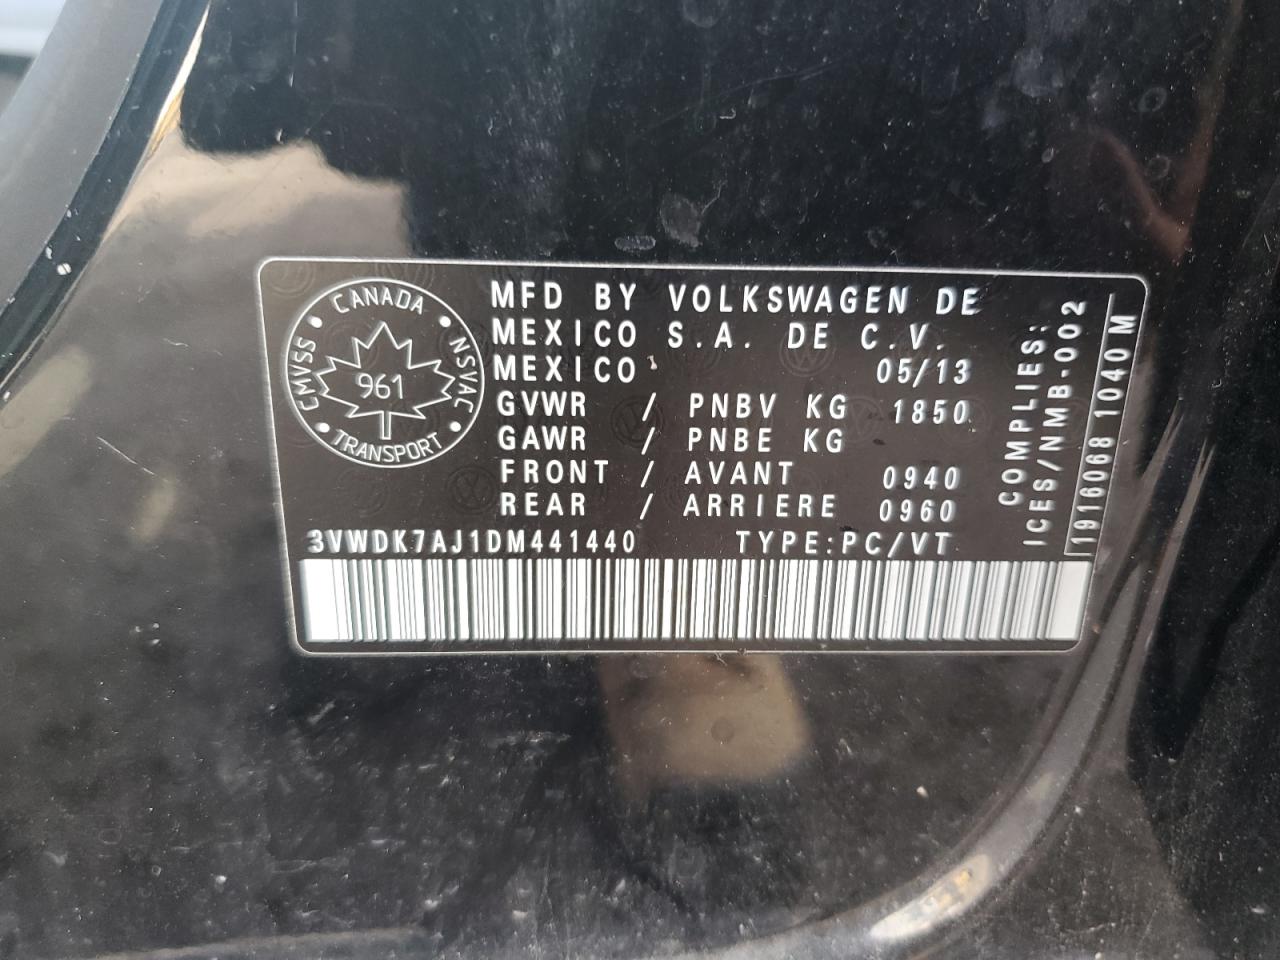 CANADA
CMVSS
NSVAC
961
TRANSPORT
MFD BY VOLKSWAGEN DE
MEXICO S.A. DE C.V.
MEXICO 05/13
GVWR / PNBV KG 1850
GAWR / PNBE KG
FRONT / AVANT 0940
REAR / ARRIERE 0960
3VWDK7AJ1DM441440 TYPE:PC/VT
COMPLIES:
ICES/NMB-002
1916068 1040 M